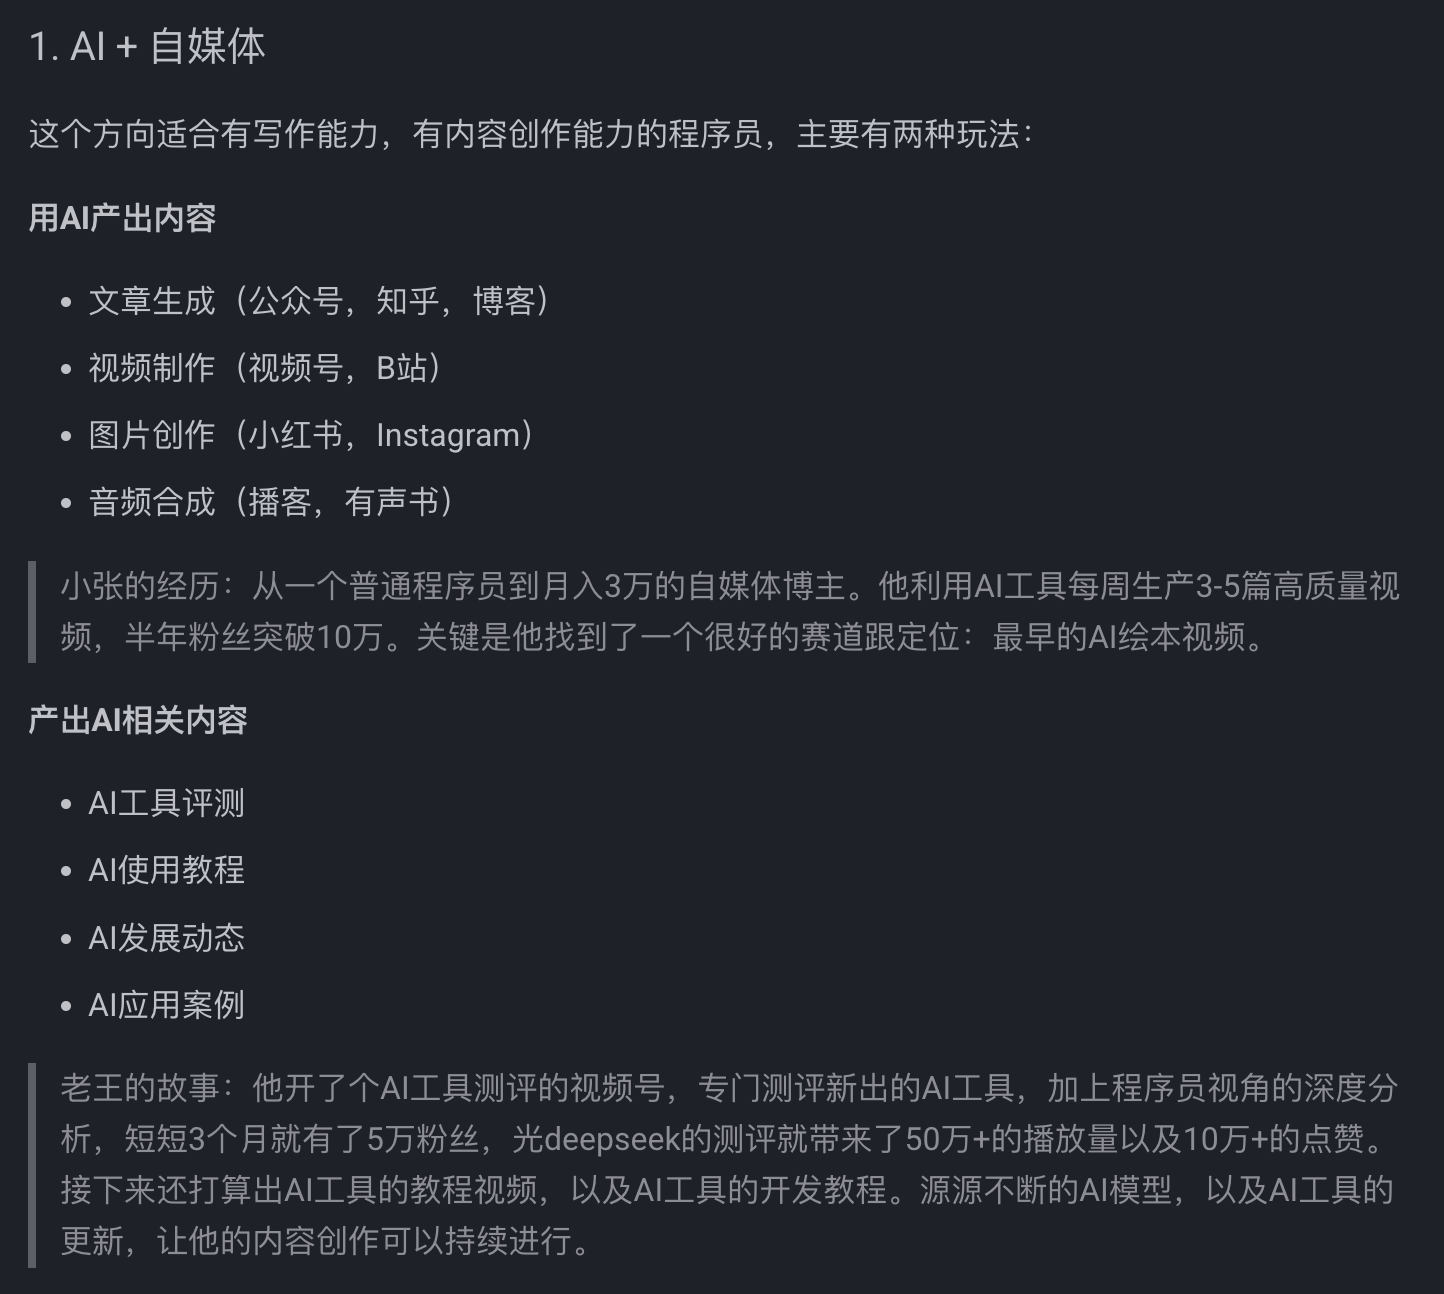 1. AI + 自媒体
这个方向适合有写作能力，有内容创作能力的程序员，主要有两种玩法：
用AI产出内容
• 文章生成（公众号，知乎，博客）
• 视频制作（视频号，B站）
• 图片创作（小红书，Instagram）
• 音频合成（播客，有声书）
小张的经历：从一个普通程序员到月入3万的自媒体博主。他利用AI工具每周生产3-5篇高质量视
频，半年粉丝突破10万。关键是他找到了一个很好的赛道跟定位：最早的AI绘本视频。
产出AI相关内容
• AI工具评测
• AI使用教程
• AI发展动态
• AI应用案例
老王的故事：他开了个AI工具测评的视频号，专门测评新出的AI工具，加上程序员视角的深度分
析，短短3个月就有了5万粉丝，光deepseek的测评就带来了50万+的播放量以及10万+的点赞。
接下来还打算出AI工具的教程视频，以及AI工具的开发教程。源源不断的AI模型，以及AI工具的
更新，让他的内容创作可以持续进行。